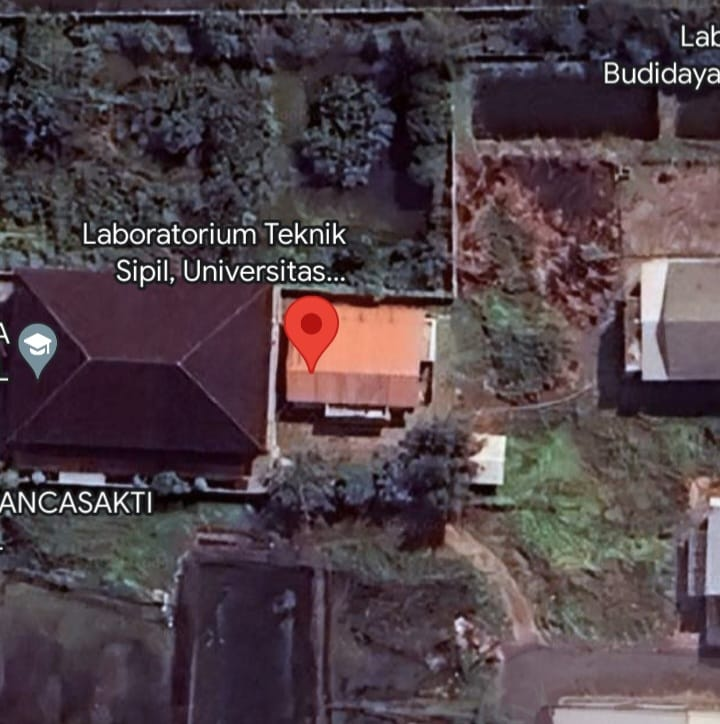 Lab
Budidaya
Laboratorium Teknik
Sipil, Universitas...
A
ANCASAKTI